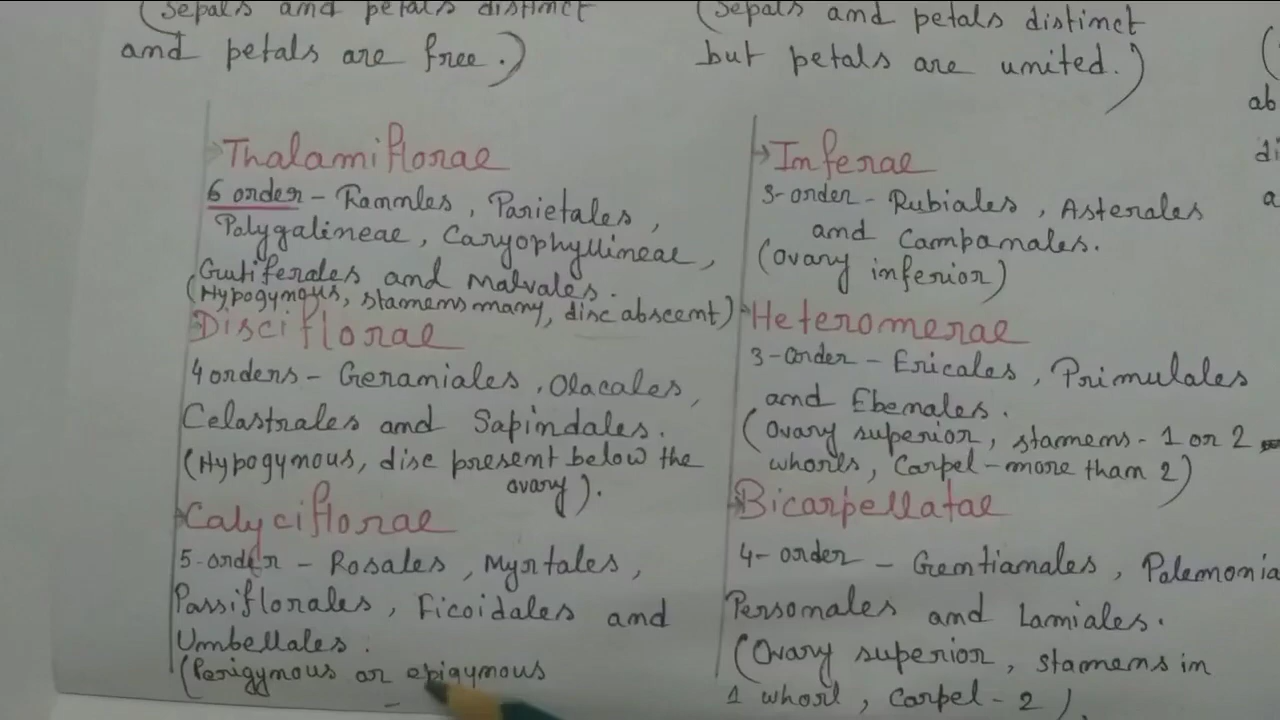 (Sepals and petals distinct
and petals are free.)
Thalamiflorae
6 order - Rannles, Parietales,
Polygalineae, Caryophyllineae,
Gutiferales and Malvales.
(Hypogynous, stamens many, disc abscent)
Disciflorae
4 orders - Geraniales, Olacales,
Celastrales and Sapindales.
(Hypogynous, disc present below the
ovary).
Calyciflorae
5-order - Rosales, Myrtales,
Passiflorales, Ficoidales and
Umbellales.
(Perigynous or epigynous
(Sepals and petals distinct
but petals are united.)
Inferae
3-order - Rubiales, Asterales
and Campanales.
(Ovary inferior)
Heteromerae
3-order - Ericales, Primulales
and Ebenales.
(Ovary superior, stamens - 1 or 2
whorls, Carpel - more than 2)
Bicarpellatae
4-order - Gentianales, Polemonia
Personales and Lamiales.
(Ovary superior, stamens in
1 whorl, Carpel - 2).
(
ab
di
a